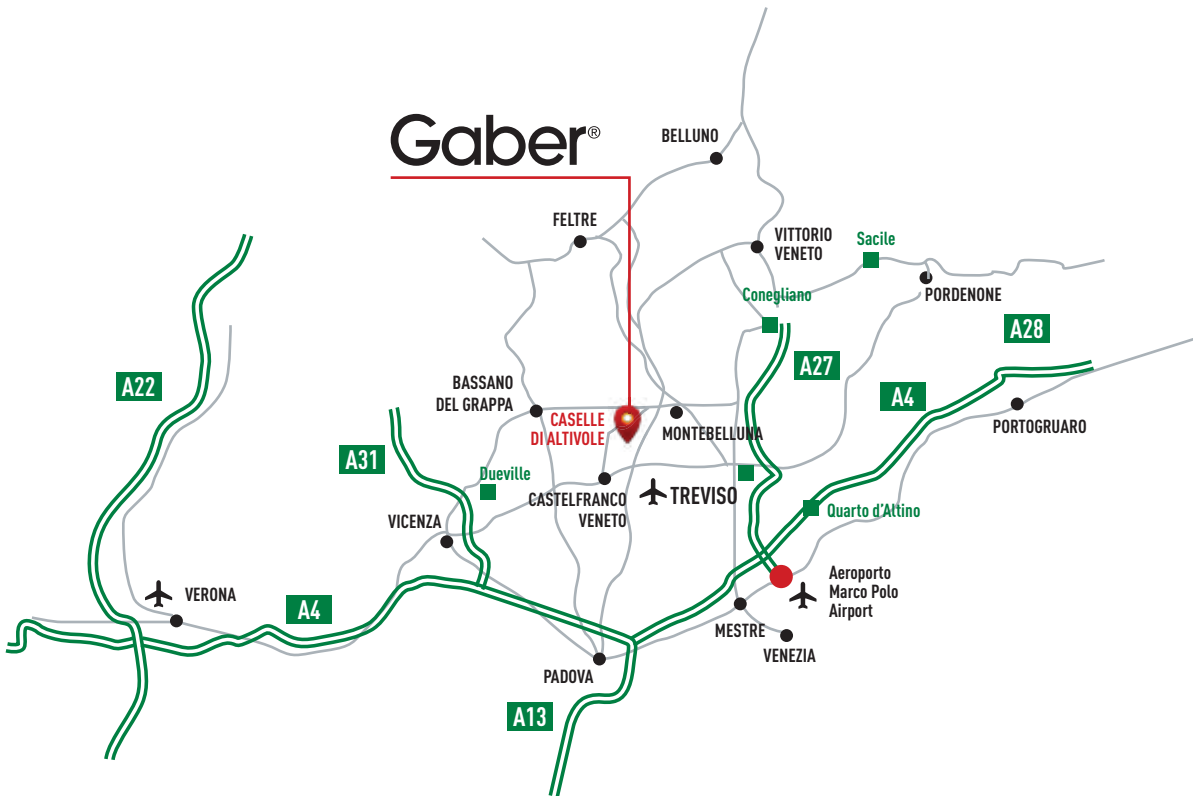 Gaber®
BELLUNO
FELTRE
VITTORIO
VENETO
Sacile
PORDENONE
Conegliano
A28
A27
A22
A4
BASSANO
DEL GRAPPA
CASELLE
DI ALTIVOLE
MONTEBELLUNA
PORTOGRUARO
A31
Dueville
CASTELFRANCO
VENETO
TREVISO
Quarto d'Altino
VICENZA
Aeroporto
Marco Polo
Airport
VERONA
A4
MESTRE
VENEZIA
PADOVA
A13